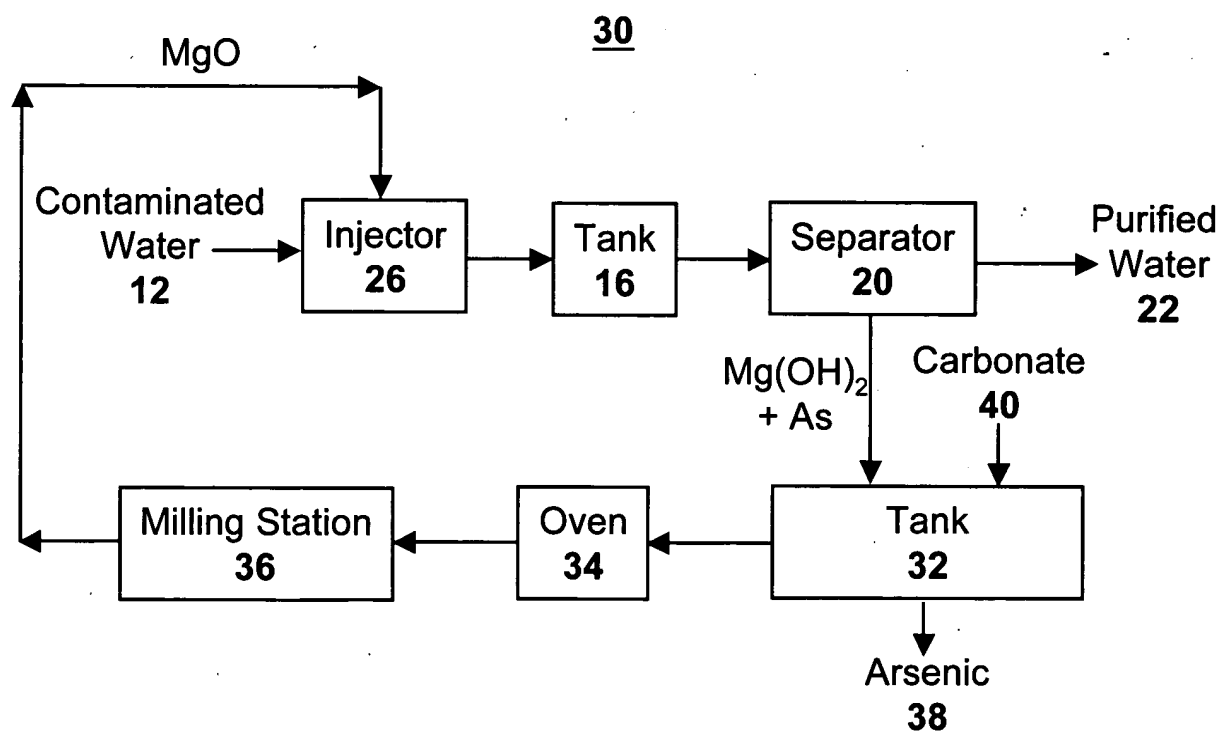 30
MgO
Contaminated
Water
12
Injector
26
Tank
16
Separator
20
Purified
Water
22
Mg(OH)₂
+ As
Carbonate
40
Milling Station
36
Oven
34
Tank
32
Arsenic
38